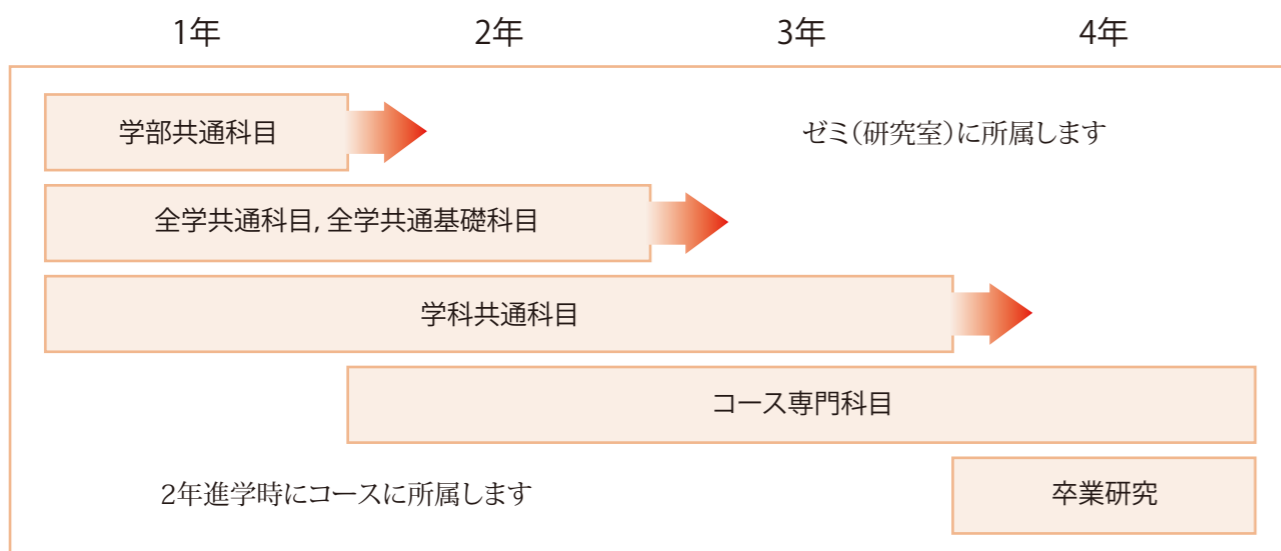 1年 2年 3年 4年
学部共通科目
ゼミ(研究室)に所属します
全学共通科目, 全学共通基礎科目
学科共通科目
コース専門科目
2年進学時にコースに所属します
卒業研究